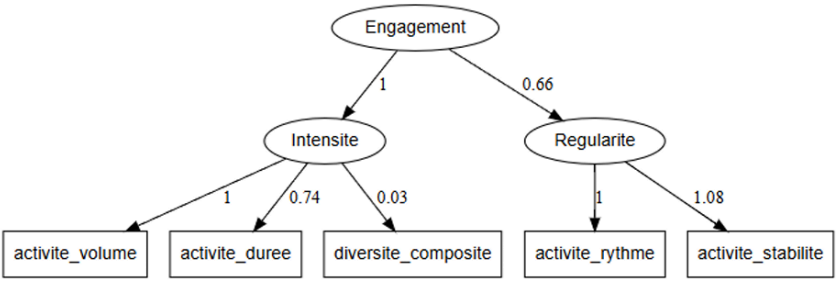 Engagement
1
0.66
Intensite
Regularite
1
0.74
0.03
1
1.08
activite_volume
activite_duree
diversite_composite
activite_rythme
activite_stabilite